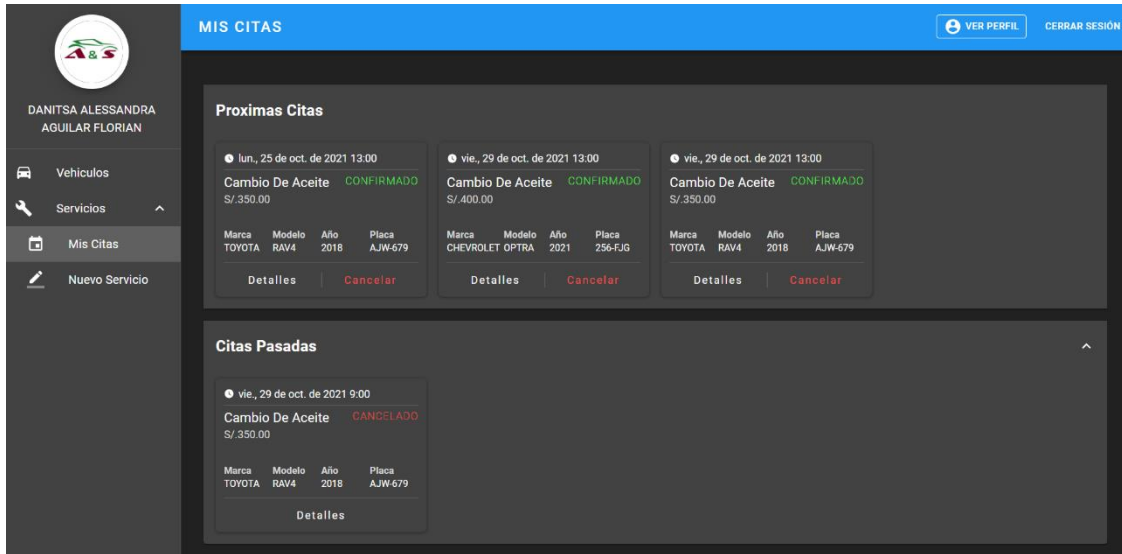 MIS CITAS
VER PERFIL
CERRAR SESIÓN
A&S
DANITSA ALESSANDRA
AGUILAR FLORIAN
Vehiculos
Servicios
Mis Citas
Nuevo Servicio
Proximas Citas
lun., 25 de oct. de 2021 13:00
Cambio De Aceite CONFIRMADO
S/.350.00
Marca Modelo Año Placa
TOYOTA RAV4 2018 AJW-679
Detalles Cancelar
vie., 29 de oct. de 2021 13:00
Cambio De Aceite CONFIRMADO
S/.400.00
Marca Modelo Año Placa
CHEVROLET OPTRA 2021 256-FJG
Detalles Cancelar
vie., 29 de oct. de 2021 13:00
Cambio De Aceite CONFIRMADO
S/.350.00
Marca Modelo Año Placa
TOYOTA RAV4 2018 AJW-679
Detalles Cancelar
Citas Pasadas
vie., 29 de oct. de 2021 9:00
Cambio De Aceite CANCELADO
S/.350.00
Marca Modelo Año Placa
TOYOTA RAV4 2018 AJW-679
Detalles